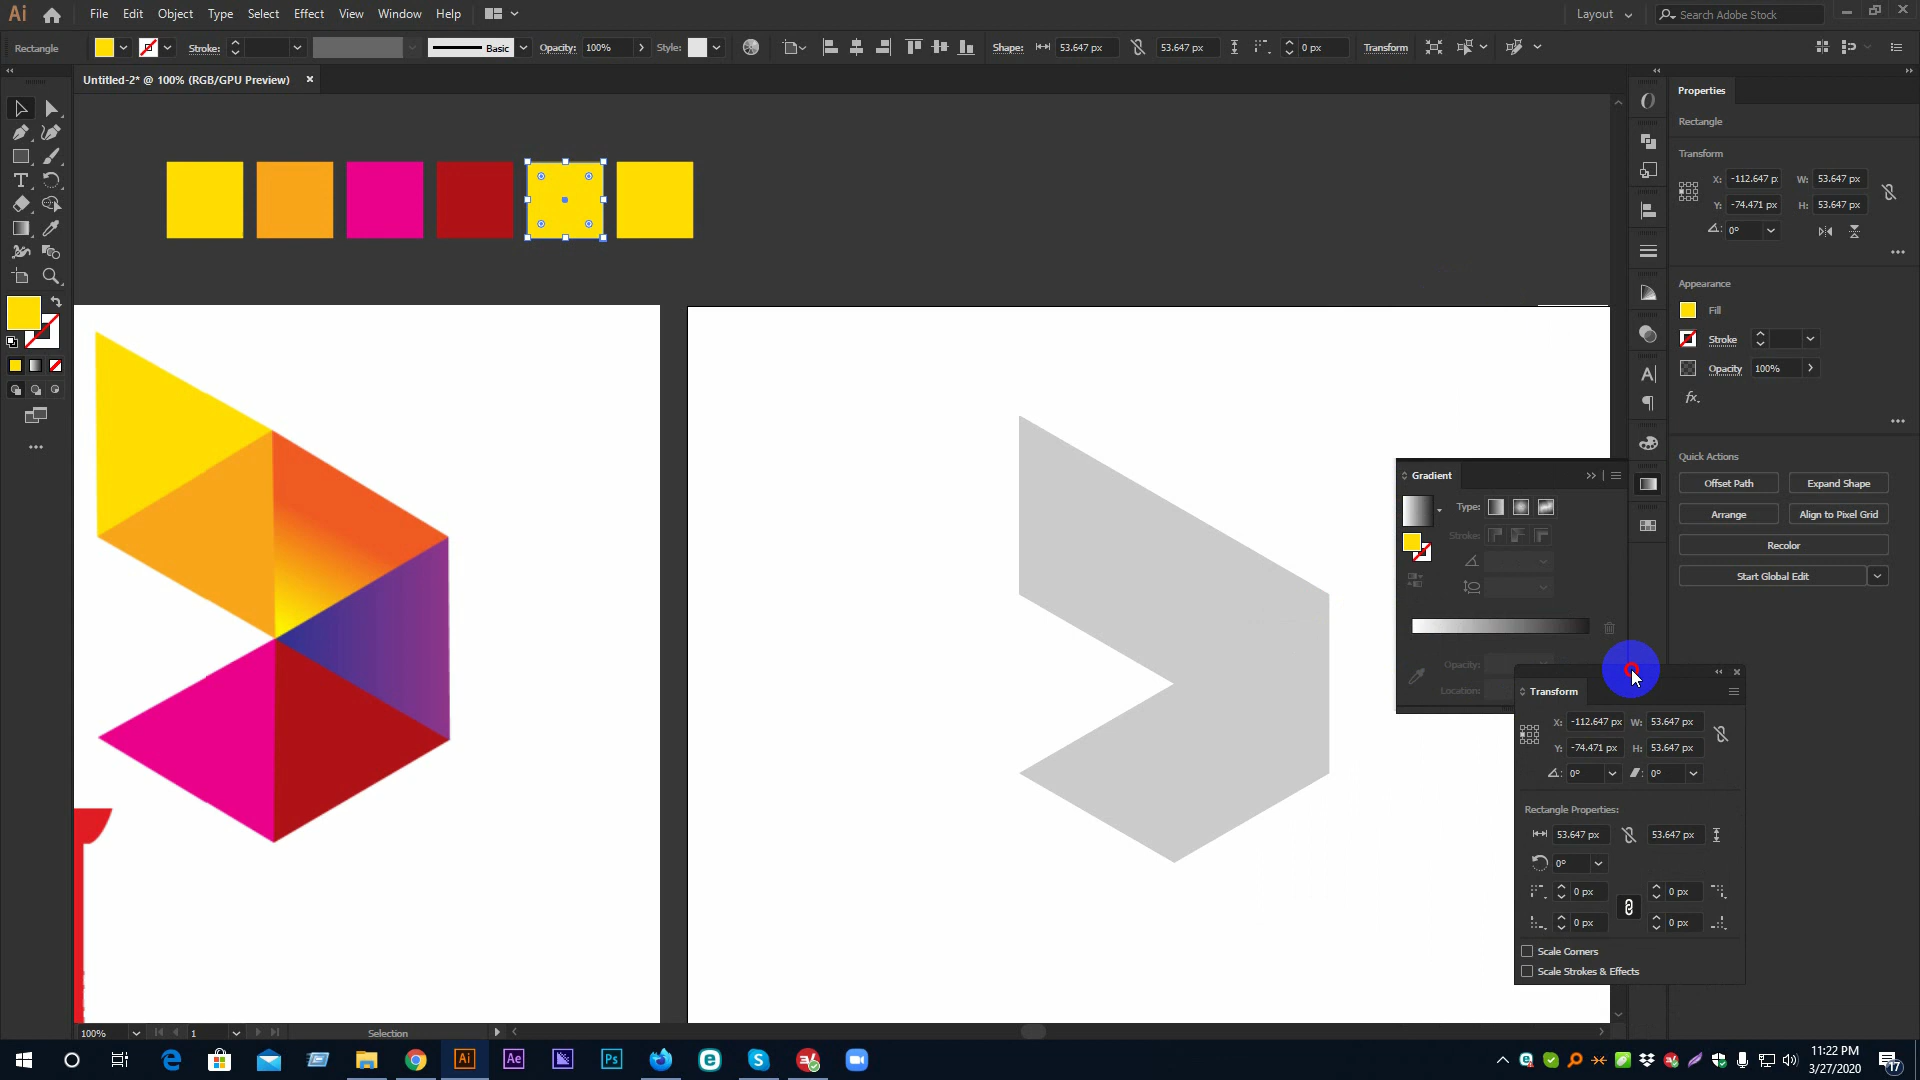 Ai File Edit Object Type Select Effect View Window Help Layout Search Adobe Stock
Rectangle Stroke: Basic Opacity: 100% Style: Shape: 53.647 px 53.647 px 0 px Transform
Untitled-2* @ 100% (RGB/GPU Preview)
Properties
Rectangle
Transform
X: -112.647 p W: 53.647 px
Y: -74.471 px H: 53.647 px
0°
Appearance
Fill
Stroke
Opacity 100%
fx.
Quick Actions
Offset Path Expand Shape
Arrange Align to Pixel Grid
Recolor
Start Global Edit
Gradient
Type:
Stroke:
Opacity:
Location:
Transform
X: -112.647 px W: 53.647 px
Y: -74.471 px H: 53.647 px
0° 0°
Rectangle Properties:
53.647 px 53.647 px
0°
0 px 0 px
0 px 0 px
Scale Corners
Scale Strokes & Effects
100% 1 Selection
Ai Ae Ps
11:22 PM
3/27/2020
17